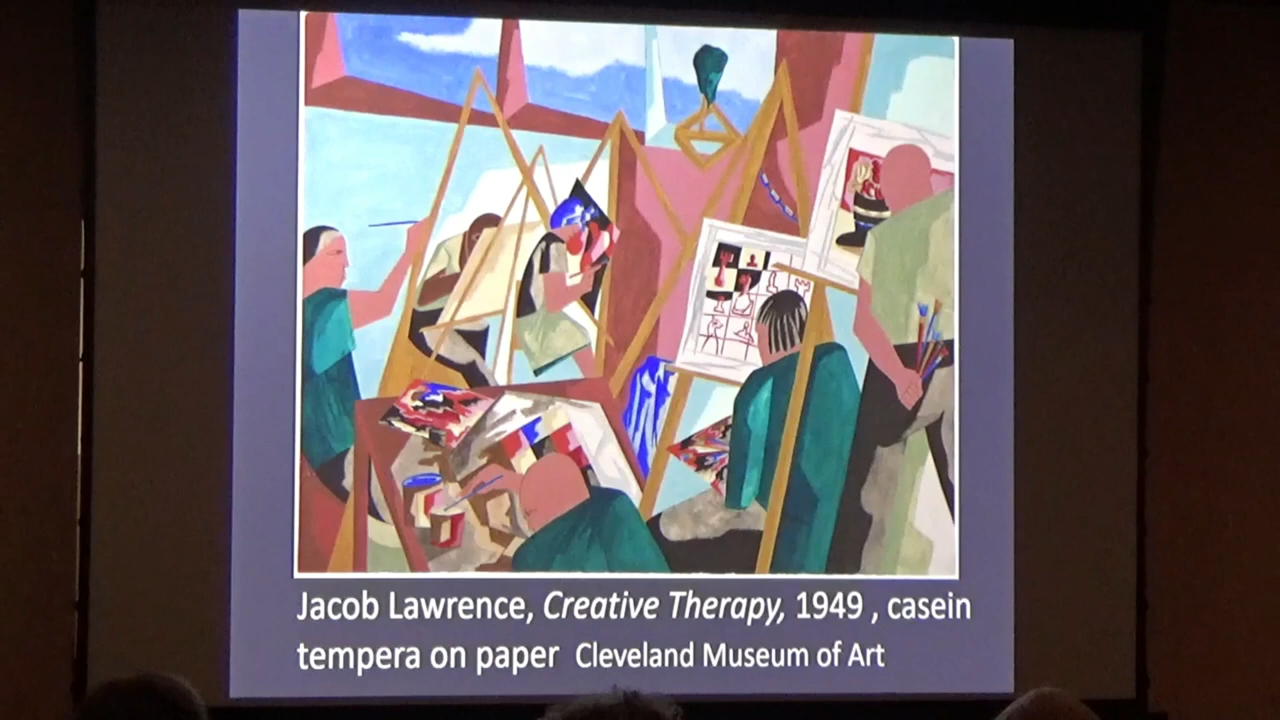 Jacob Lawrence, Creative Therapy, 1949 , casein
tempera on paper Cleveland Museum of Art